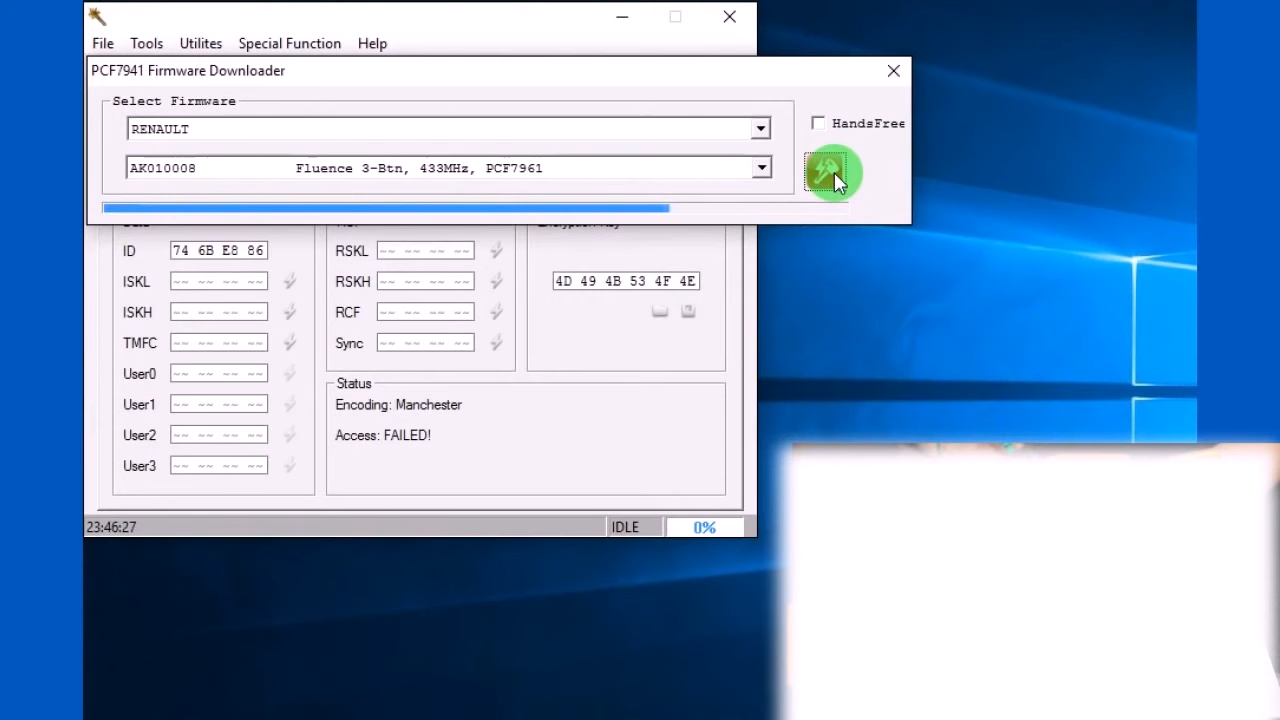 File Tools Utilites Special Function Help
PCF7941 Firmware Downloader
Select Firmware
RENAULT
HandsFree
AK010008 Fluence 3-Btn, 433MHz, PCF7961
ID 74 6B E8 86 RSKL ~~ ~~ ~~ ~~
ISKL ~~ ~~ ~~ ~~ RSKH ~~ ~~ ~~ ~~ 4D 49 4B 53 4F 4E
ISKH ~~ ~~ ~~ ~~ RCF ~~ ~~ ~~ ~~
TMFC ~~ ~~ ~~ ~~ Sync ~~ ~~ ~~ ~~
User0 ~~ ~~ ~~ ~~
Status
User1 ~~ ~~ ~~ ~~ Encoding: Manchester
User2 ~~ ~~ ~~ ~~ Access: FAILED!
User3 ~~ ~~ ~~ ~~
23:46:27 IDLE 0%